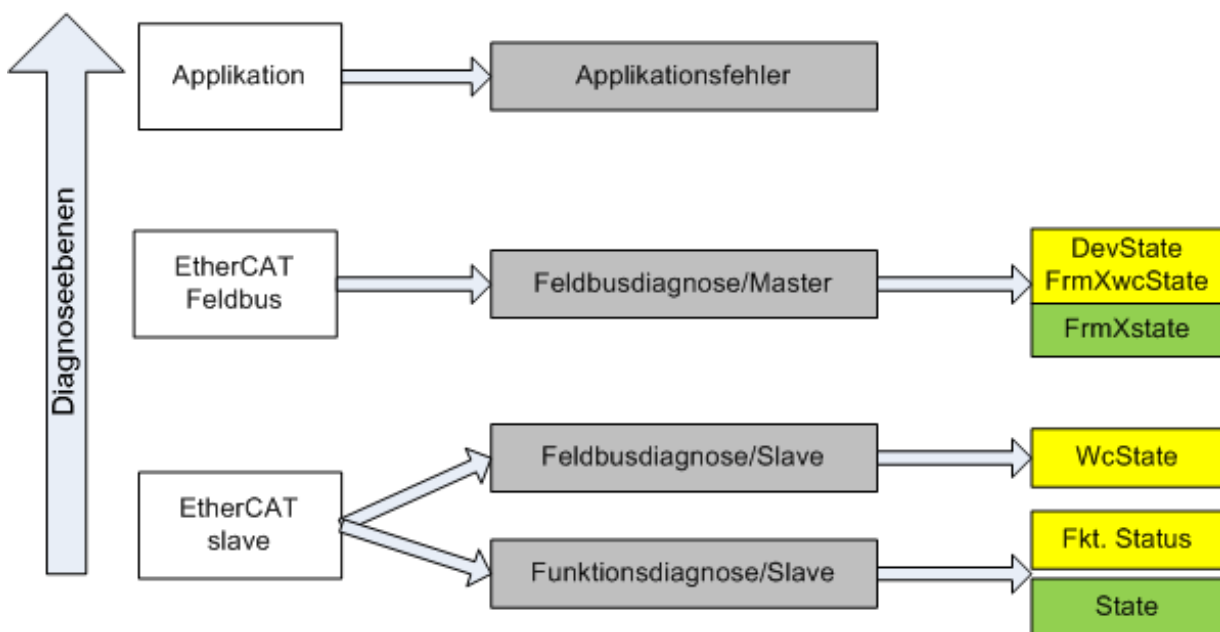 Diagnoseebenen
Applikation
Applikationsfehler
EtherCAT
Feldbus
Feldbusdiagnose/Master
DevState
FrmXwcState
FrmXstate
EtherCAT
slave
Feldbusdiagnose/Slave
WcState
Funktionsdiagnose/Slave
Fkt. Status
State